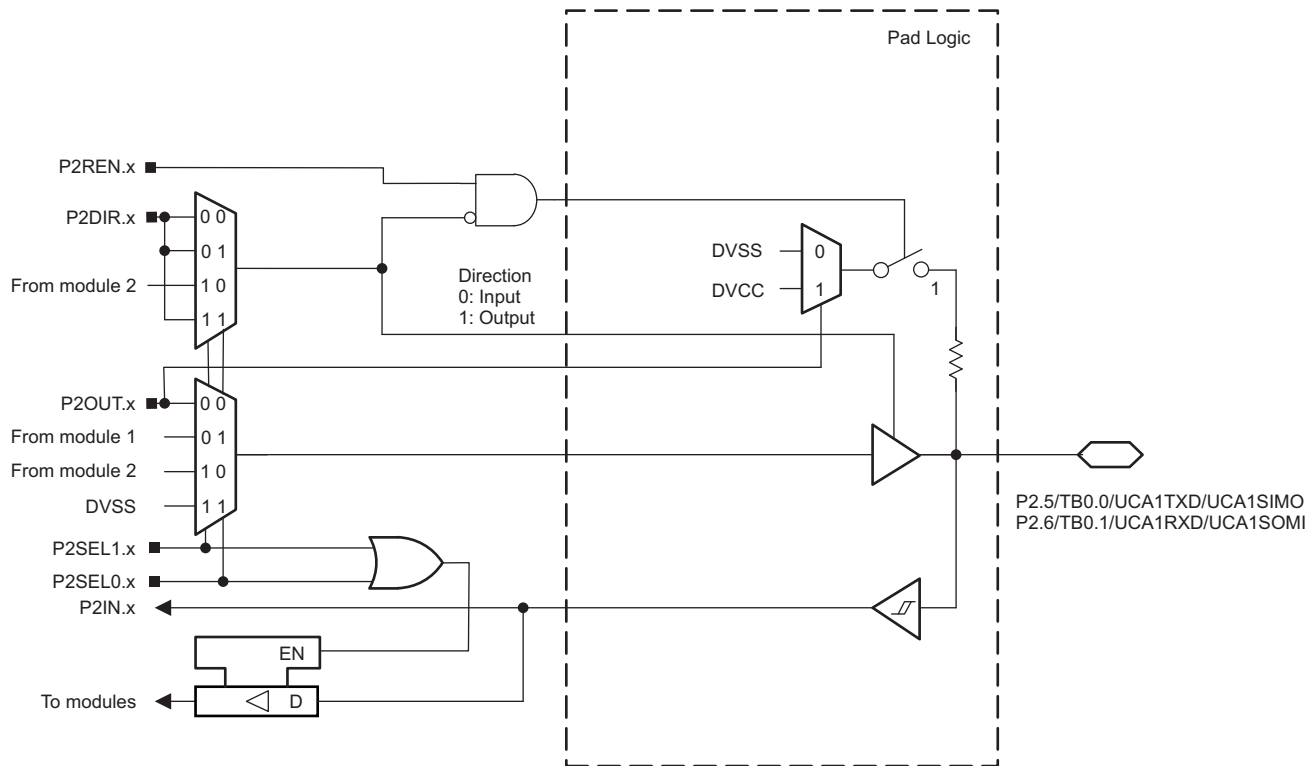 Pad Logic
P2REN.x
P2DIR.x
0 0
0 1
From module 2
1 0
1 1
Direction
0: Input
1: Output
DVSS
0
DVCC
1
1
P2OUT.x
0 0
From module 1
0 1
From module 2
1 0
DVSS
1 1
P2.5/TB0.0/UCA1TXD/UCA1SIMO
P2.6/TB0.1/UCA1RXD/UCA1SOMI
P2SEL1.x
P2SEL0.x
P2IN.x
EN
To modules
D